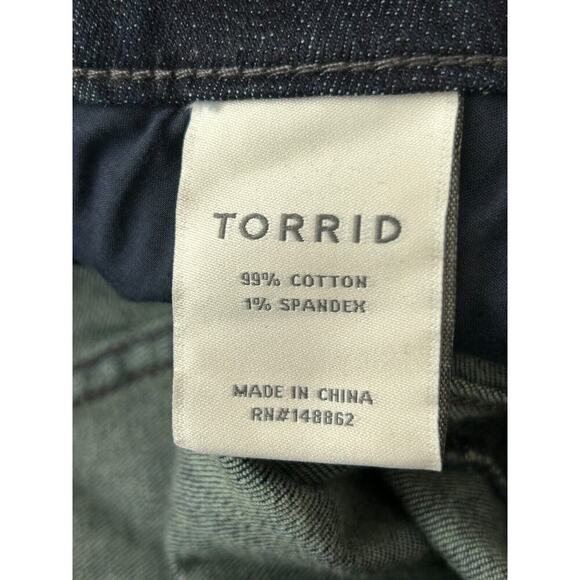 TORRID
99% COTTON
1% SPANDEX
MADE IN CHINA
RN#148862